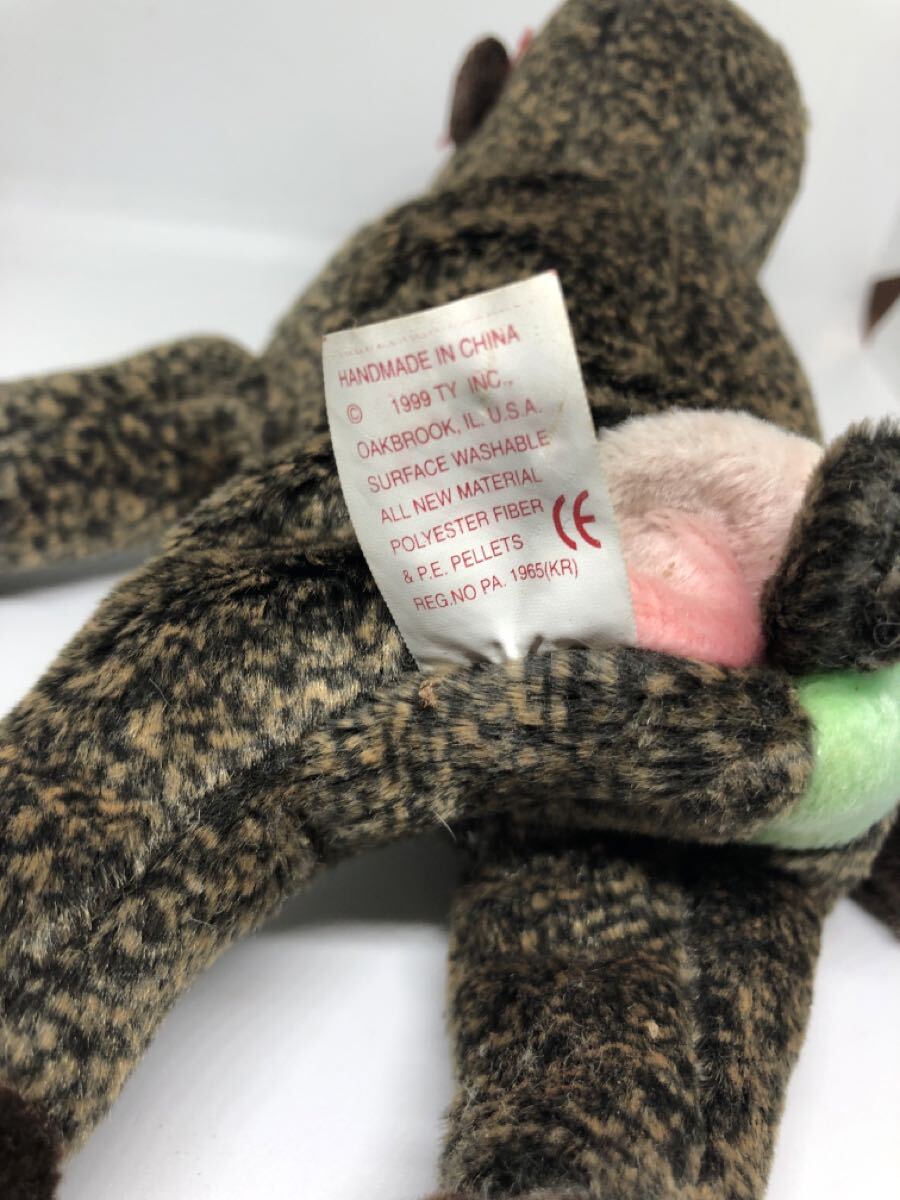 HANDMADE IN CHINA
© 1999 TY INC.,
OAKBROOK, IL. U.S.A.
SURFACE WASHABLE
ALL NEW MATERIAL
POLYESTER FIBER
& P.E. PELLETS CE
REG.NO PA. 1965(KR)